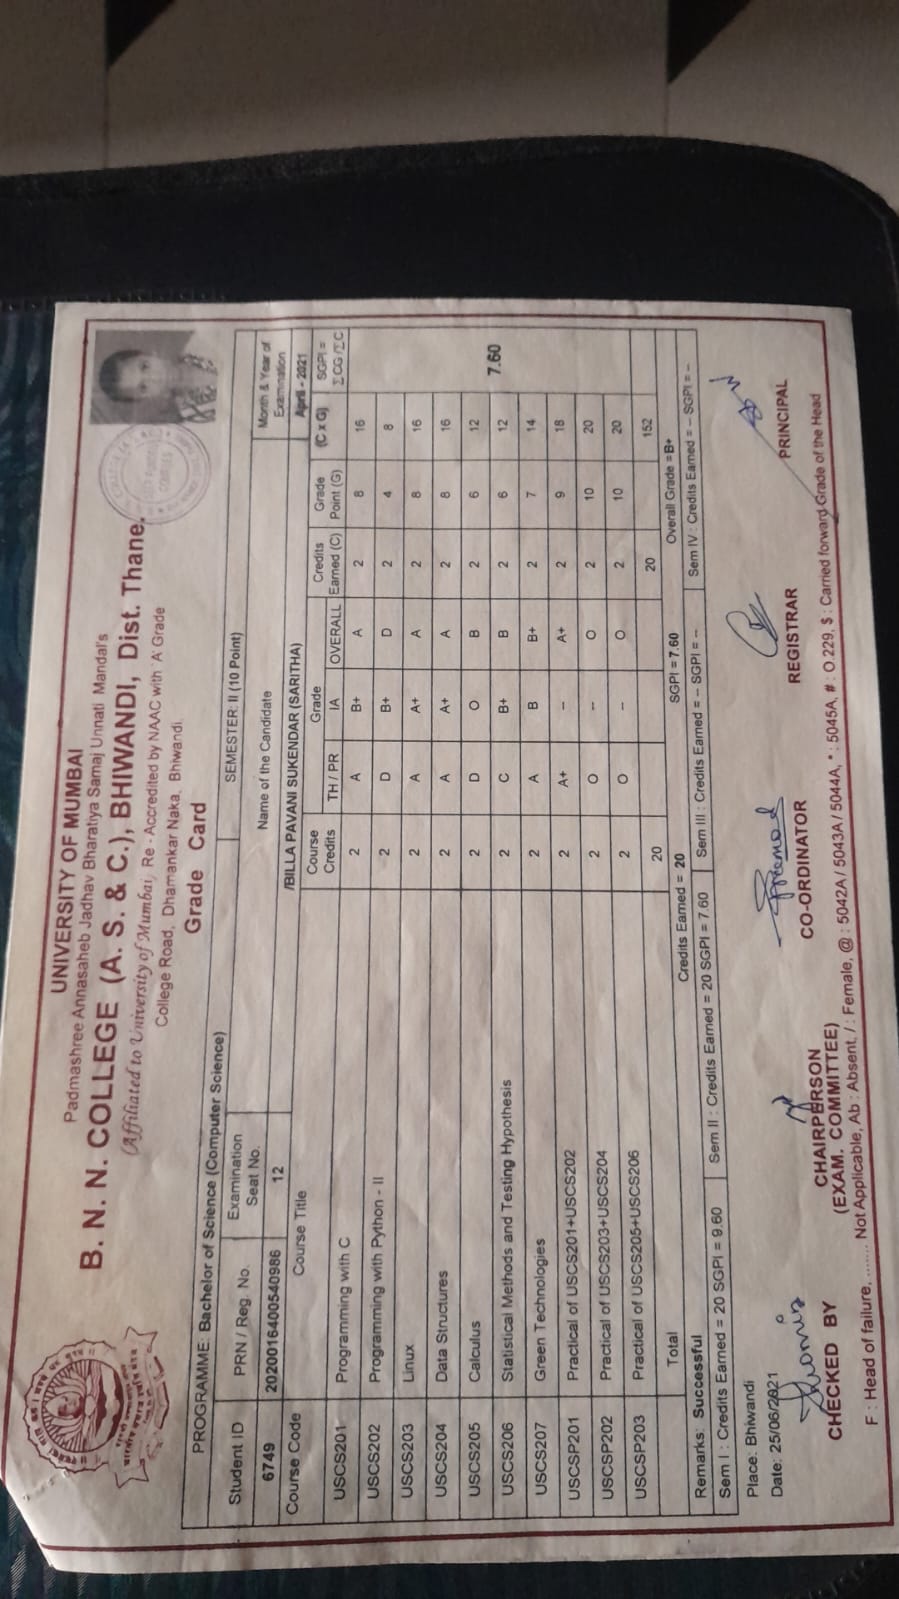 UNIVERSITY OF MUMBAI
Padmashree Annasaheb Jadhav Bharatiya Samaj Unnati Mandal's
B. N. N. COLLEGE (A. S. & C.), BHIWANDI, Dist. Thane.
(Affiliated to University of Mumbai, Re - Accredited by NAAC with 'A' Grade
College Road, Dhamankar Naka, Bhiwandi.
Grade Card
PROGRAMME: Bachelor of Science (Computer Science) SEMESTER: II (10 Point)
Student ID PRN / Reg. No. Examination Seat No. Name of the Candidate Month & Year of Examination
6749 2020016400540986 12 /BILLA PAVANI SUKENDAR (SARITHA) April - 2021
Course Code Course Title Course Credits Grade TH / PR IA OVERALL Credits Earned (C) Grade Point (G) (C x G) SGPI = ΣCG /ΣC
USCS201 Programming with C 2 A B+ A 2 8 16
USCS202 Programming with Python - II 2 D B+ D 2 4 8
USCS203 Linux 2 A A+ A 2 8 16
USCS204 Data Structures 2 A A+ A 2 8 16
USCS205 Calculus 2 D O B 2 6 12
USCS206 Statistical Methods and Testing Hypothesis 2 C B+ B 2 6 12 7.60
USCS207 Green Technologies 2 A B B+ 2 7 14
USCSP201 Practical of USCS201+USCS202 2 A+ -- A+ 2 9 18
USCSP202 Practical of USCS203+USCS204 2 O -- O 2 10 20
USCSP203 Practical of USCS205+USCS206 2 O -- O 2 10 20
Total 20 20 152
Remarks: Successful Credits Earned = 20 SGPI = 7.60 Overall Grade = B+
Sem I : Credits Earned = 20 SGPI = 9.60 Sem II : Credits Earned = 20 SGPI = 7.60 Sem III : Credits Earned = -- SGPI = -- Sem IV : Credits Earned = -- SGPI = --
Place: Bhiwandi
Date: 25/06/2021
CHECKED BY CHAIRPERSON (EXAM. COMMITTEE) CO-ORDINATOR REGISTRAR PRINCIPAL
F : Head of failure, ....... Not Applicable, Ab : Absent, / : Female, @ : 5042A / 5043A / 5044A, * : 5045A, # : O.229, $ : Carried forward Grade of the Head